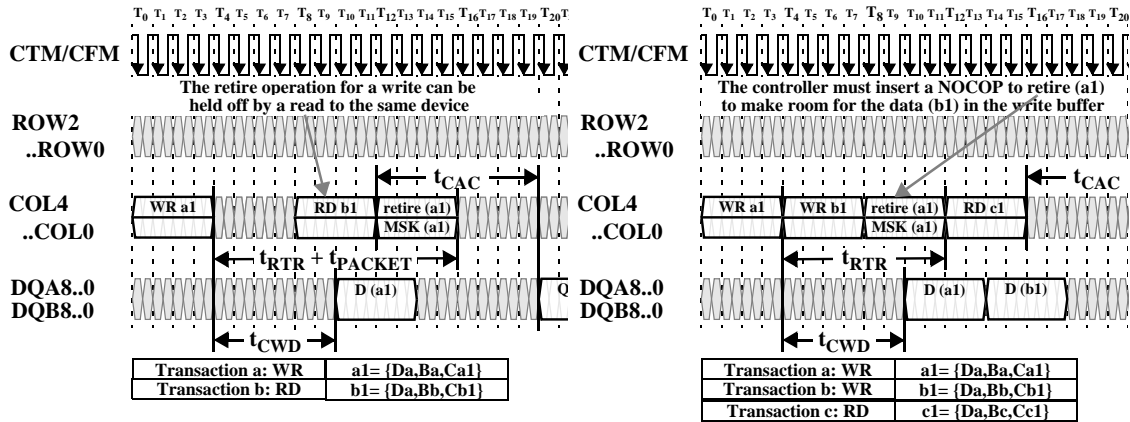 T0 T1 T2 T3 T4 T5 T6 T7 T8 T9 T10 T11 T12 T13 T14 T15 T16 T17 T18 T19 T20
CTM/CFM
The retire operation for a write can be
held off by a read to the same device
ROW2
..ROW0
tCAC
COL4
..COL0
WR a1
RD b1
retire (a1)
MSK (a1)
tRTR + tPACKET
DQA8..0
DQB8..0
D (a1)
Q
tCWD
Transaction a: WR a1= {Da,Ba,Ca1}
Transaction b: RD b1= {Da,Bb,Cb1}
T0 T1 T2 T3 T4 T5 T6 T7 T8 T9 T10 T11 T12 T13 T14 T15 T16 T17 T18 T19 T20
CTM/CFM
The controller must insert a NOCOP to retire (a1)
to make room for the data (b1) in the write buffer
ROW2
..ROW0
tCAC
COL4
..COL0
WR a1
WR b1
retire (a1)
MSK (a1)
RD c1
tRTR
DQA8..0
DQB8..0
D (a1)
D (b1)
tCWD
Transaction a: WR a1= {Da,Ba,Ca1}
Transaction b: WR b1= {Da,Bb,Cb1}
Transaction c: RD c1= {Da,Bc,Cc1}